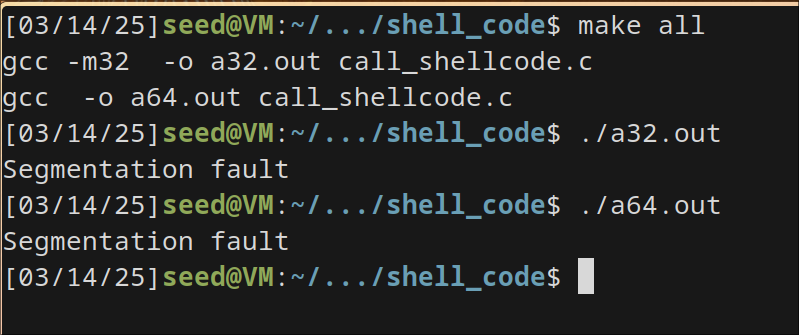 [03/14/25]seed@VM:~/.../shell_code$ make all
gcc -m32  -o a32.out call_shellcode.c
gcc  -o a64.out call_shellcode.c
[03/14/25]seed@VM:~/.../shell_code$ ./a32.out
Segmentation fault
[03/14/25]seed@VM:~/.../shell_code$ ./a64.out
Segmentation fault
[03/14/25]seed@VM:~/.../shell_code$